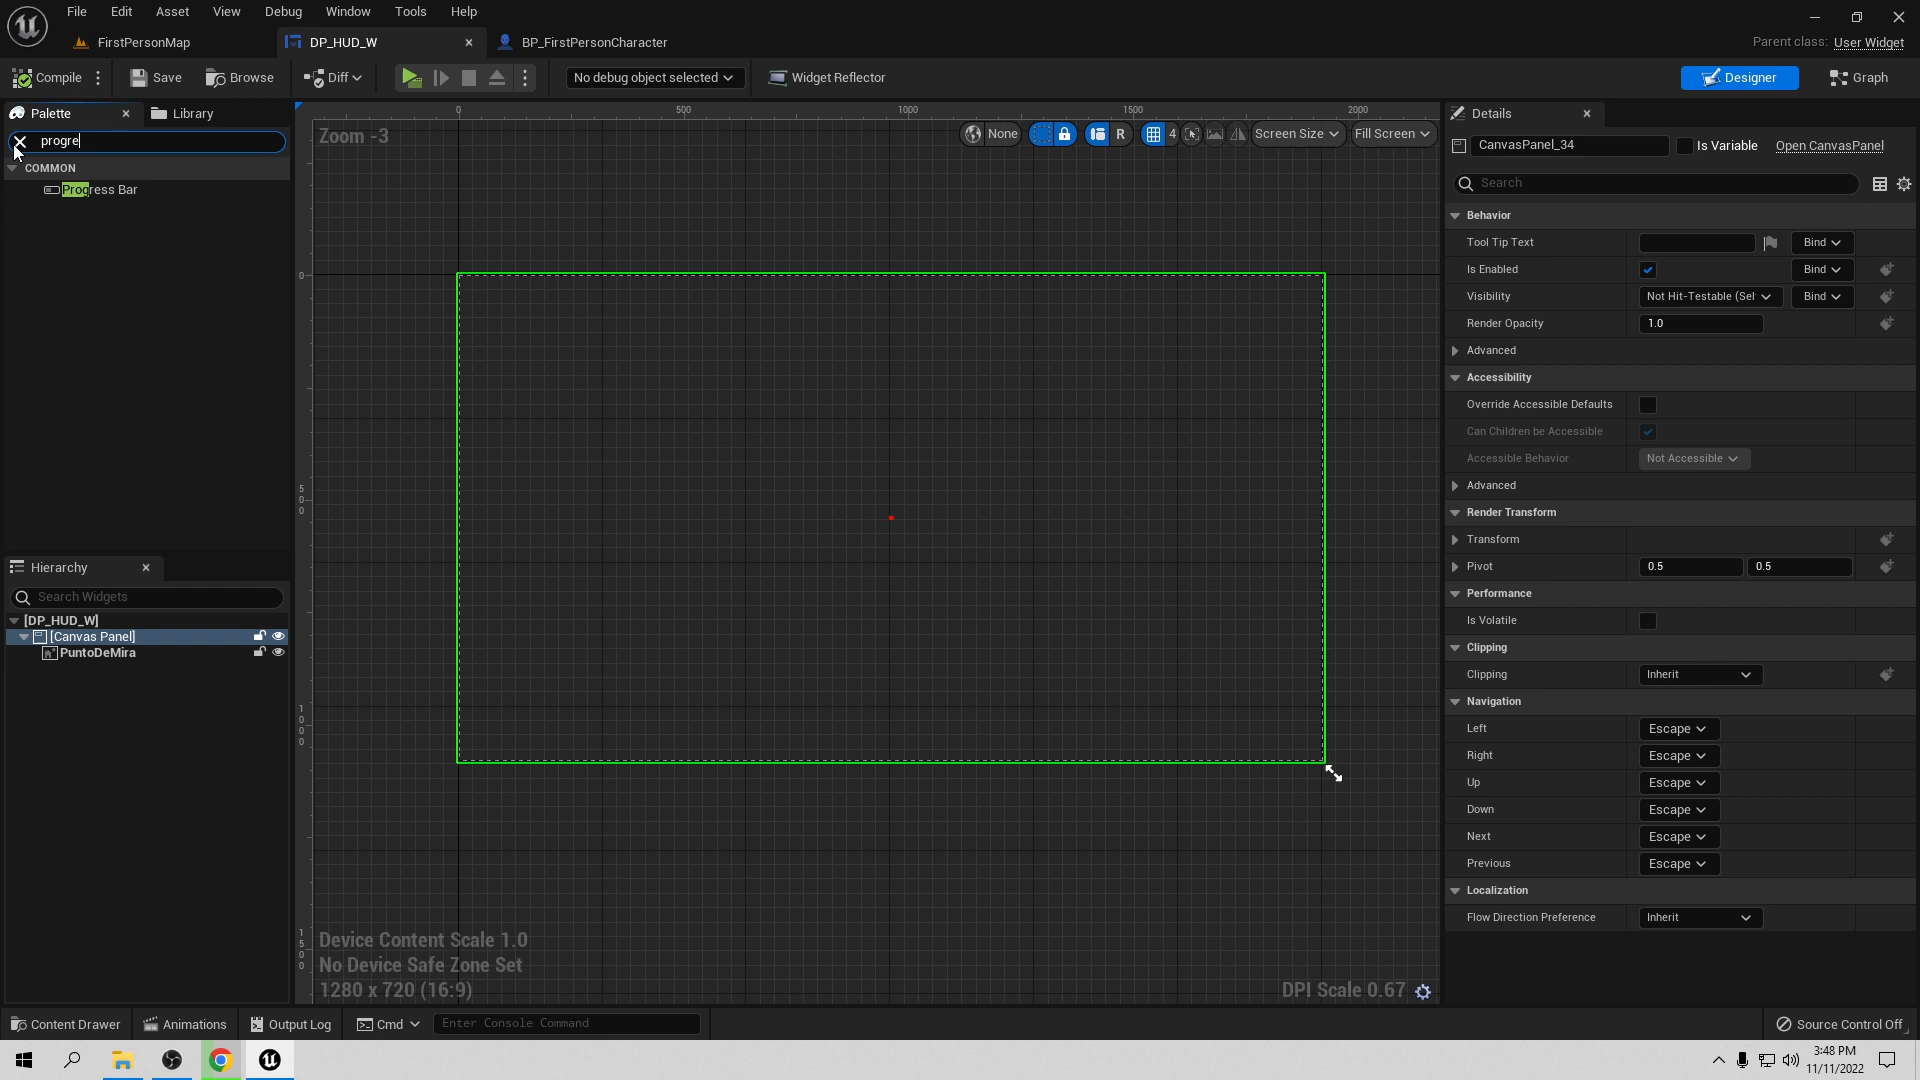 File Edit Asset View Debug Window Tools Help
FirstPersonMap DP_HUD_W BP_FirstPersonCharacter Parent class: User Widget
Compile Save Browse Diff No debug object selected Widget Reflector Designer Graph
Palette Library
progre
COMMON
Progress Bar
Hierarchy
Search Widgets
[DP_HUD_W]
[Canvas Panel]
PuntoDeMira
0 500 1000 1500 2000
Zoom -3 None R 4 Screen Size Fill Screen
0
500
1000
1500
Device Content Scale 1.0
No Device Safe Zone Set
1280 x 720 (16:9) DPI Scale 0.67
Details
CanvasPanel_34 Is Variable Open CanvasPanel
Search
Behavior
Tool Tip Text Bind
Is Enabled Bind
Visibility Not Hit-Testable (Sel Bind
Render Opacity 1.0
Advanced
Accessibility
Override Accessible Defaults
Can Children be Accessible
Accessible Behavior Not Accessible
Advanced
Render Transform
Transform
Pivot 0.5 0.5
Performance
Is Volatile
Clipping
Clipping Inherit
Navigation
Left Escape
Right Escape
Up Escape
Down Escape
Next Escape
Previous Escape
Localization
Flow Direction Preference Inherit
Content Drawer Animations Output Log Cmd Enter Console Command Source Control Off
3:48 PM
11/11/2022